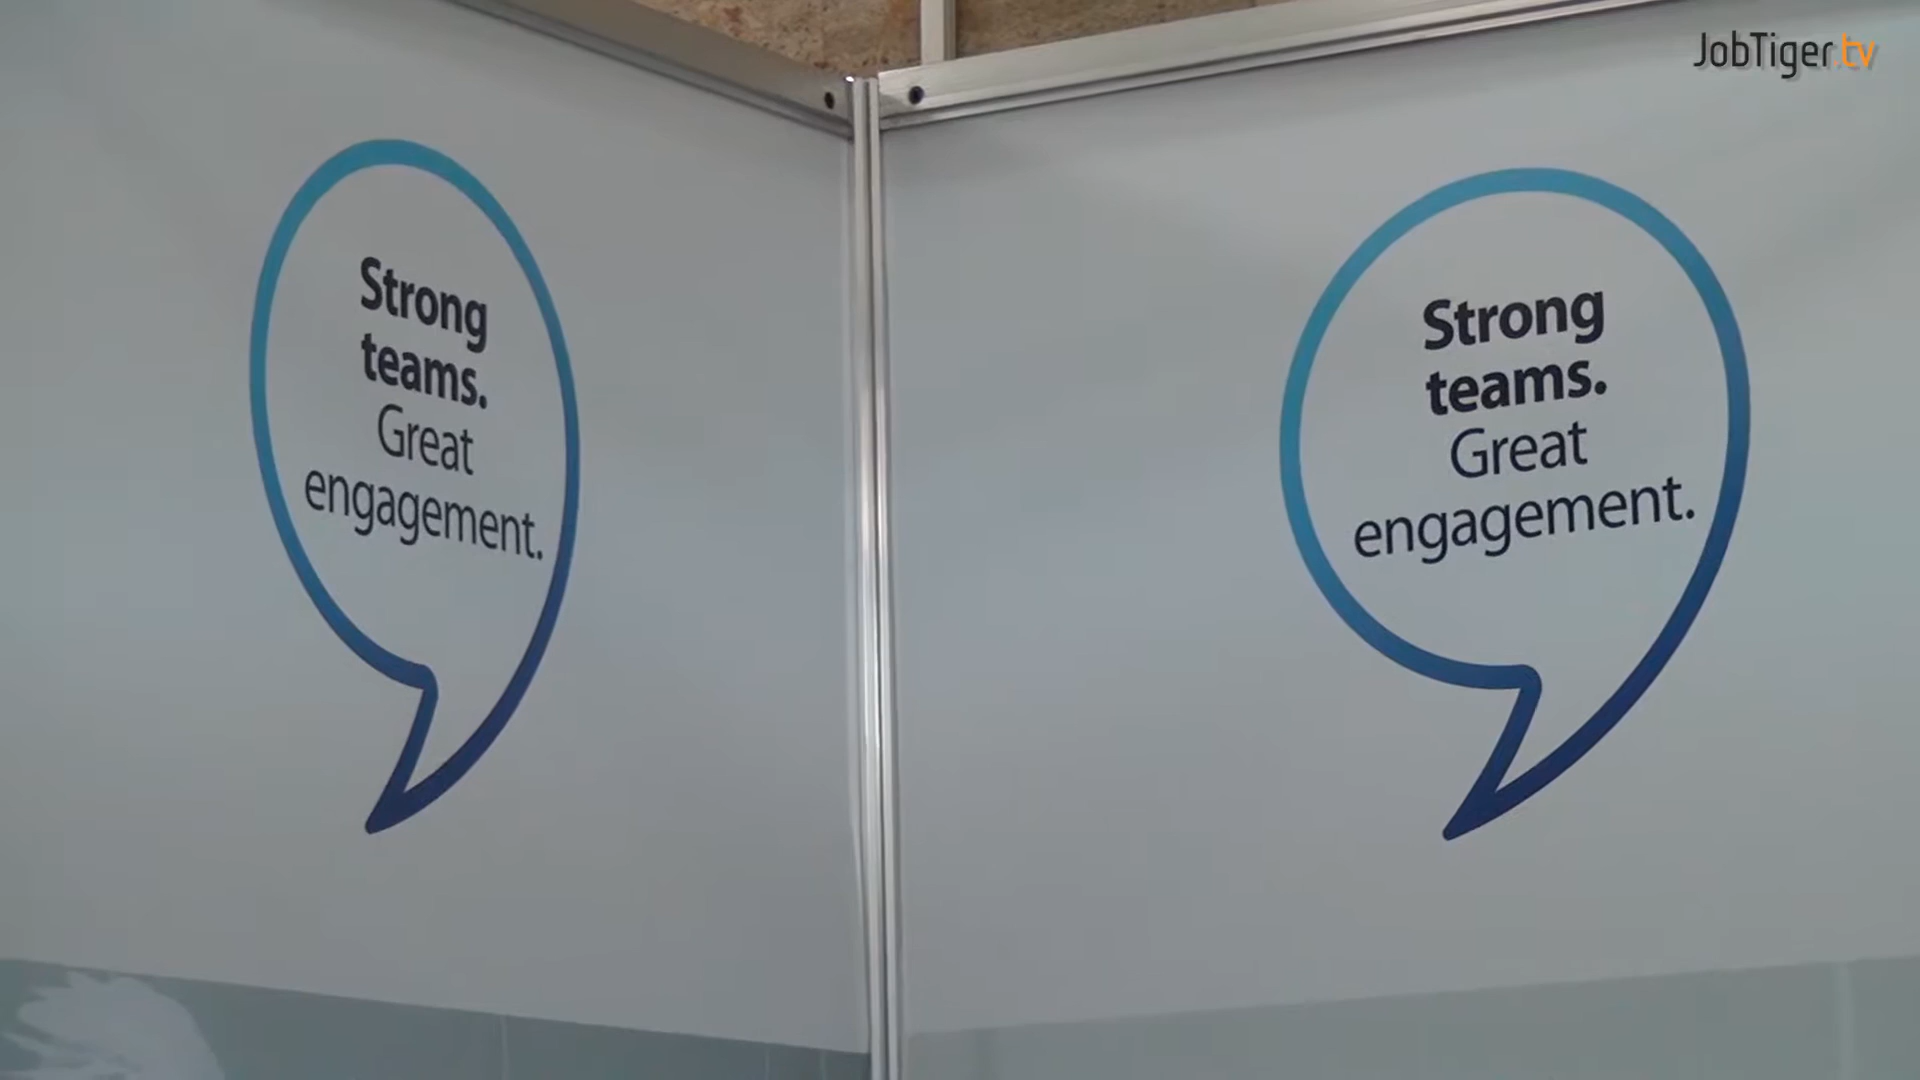 JobTiger.tv
Strong
teams.
Great
engagement.
Strong
teams.
Great
engagement.